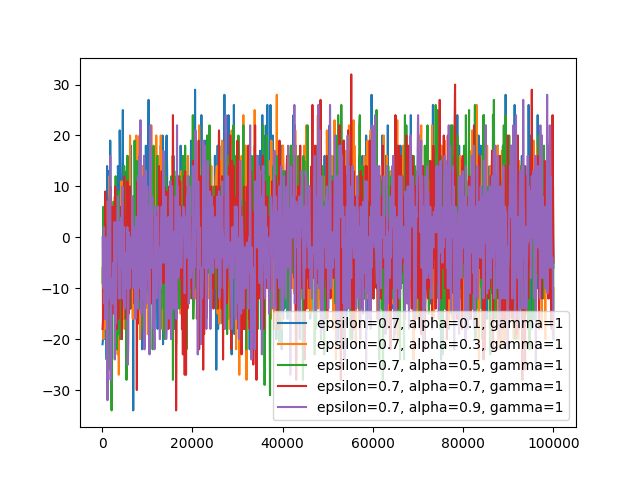 30
20
10
0
−10
−20
−30
epsilon=0.7, alpha=0.1, gamma=1
epsilon=0.7, alpha=0.3, gamma=1
epsilon=0.7, alpha=0.5, gamma=1
epsilon=0.7, alpha=0.7, gamma=1
epsilon=0.7, alpha=0.9, gamma=1
0 20000 40000 60000 80000 100000